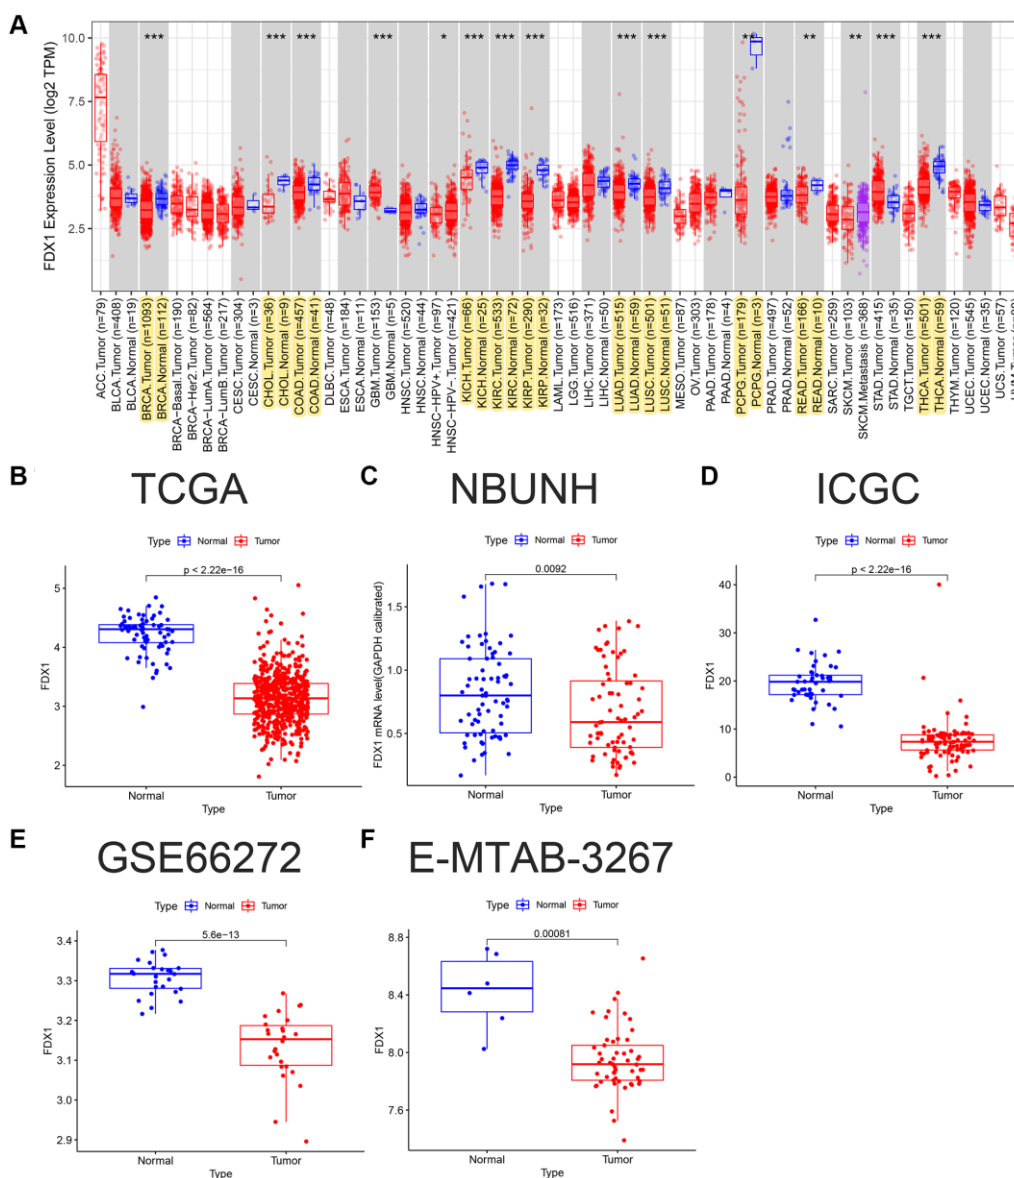 A
*** *** *** *** * *** *** *** *** *** ** ** ** *** ***
FDX1 Expression Level (log2 TPM)
10.0
7.5
5.0
2.5
ACC.Tumor (n=79)
BLCA.Tumor (n=408)
BLCA.Normal (n=19)
BRCA.Tumor (n=1093)
BRCA.Normal (n=112)
BRCA-Basal.Tumor (n=190)
BRCA-Her2.Tumor (n=82)
BRCA-LumA.Tumor (n=564)
BRCA-LumB.Tumor (n=217)
CESC.Tumor (n=304)
CESC.Normal (n=3)
CHOL.Tumor (n=36)
CHOL.Normal (n=9)
COAD.Tumor (n=457)
COAD.Normal (n=41)
DLBC.Tumor (n=48)
ESCA.Tumor (n=184)
ESCA.Normal (n=11)
GBM.Tumor (n=153)
GBM.Normal (n=5)
HNSC.Tumor (n=520)
HNSC.Normal (n=44)
HNSC-HPV+.Tumor (n=97)
HNSC-HPV-.Tumor (n=421)
KICH.Tumor (n=66)
KICH.Normal (n=25)
KIRC.Tumor (n=533)
KIRC.Normal (n=72)
KIRP.Tumor (n=290)
KIRP.Normal (n=32)
LAML.Tumor (n=173)
LGG.Tumor (n=516)
LIHC.Tumor (n=371)
LIHC.Normal (n=50)
LUAD.Tumor (n=515)
LUAD.Normal (n=59)
LUSC.Tumor (n=501)
LUSC.Normal (n=51)
MESO.Tumor (n=87)
OV.Tumor (n=303)
PAAD.Tumor (n=178)
PAAD.Normal (n=4)
PCPG.Tumor (n=179)
PCPG.Normal (n=3)
PRAD.Tumor (n=497)
PRAD.Normal (n=52)
READ.Tumor (n=166)
READ.Normal (n=10)
SARC.Tumor (n=259)
SKCM.Tumor (n=103)
SKCM.Metastasis (n=368)
STAD.Tumor (n=415)
STAD.Normal (n=35)
TGCT.Tumor (n=150)
THCA.Tumor (n=501)
THCA.Normal (n=59)
THYM.Tumor (n=120)
UCEC.Tumor (n=545)
UCEC.Normal (n=35)
UCS.Tumor (n=57)
B
TCGA
Type Normal Tumor
p < 2.22e-16
FDX1
5
4
3
2
Normal Tumor
Type
C
NBUNH
Type Normal Tumor
0.0092
FDX1 mRNA level(GAPDH calibrated)
1.5
1.0
0.5
Normal Tumor
Type
D
ICGC
Type Normal Tumor
p < 2.22e-16
FDX1
40
30
20
10
0
Normal Tumor
Type
E
GSE66272
Type Normal Tumor
5.6e-13
FDX1
3.4
3.3
3.2
3.1
3.0
2.9
Normal Tumor
Type
F
E-MTAB-3267
Type Normal Tumor
0.00081
FDX1
8.8
8.4
8.0
7.6
Normal Tumor
Type